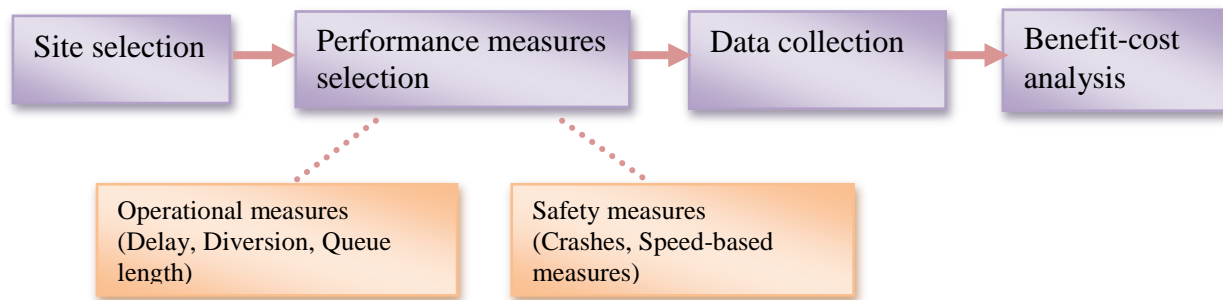 Site selection
Performance measures
selection
Data collection
Benefit-cost
analysis
Operational measures
(Delay, Diversion, Queue
length)
Safety measures
(Crashes, Speed-based
measures)